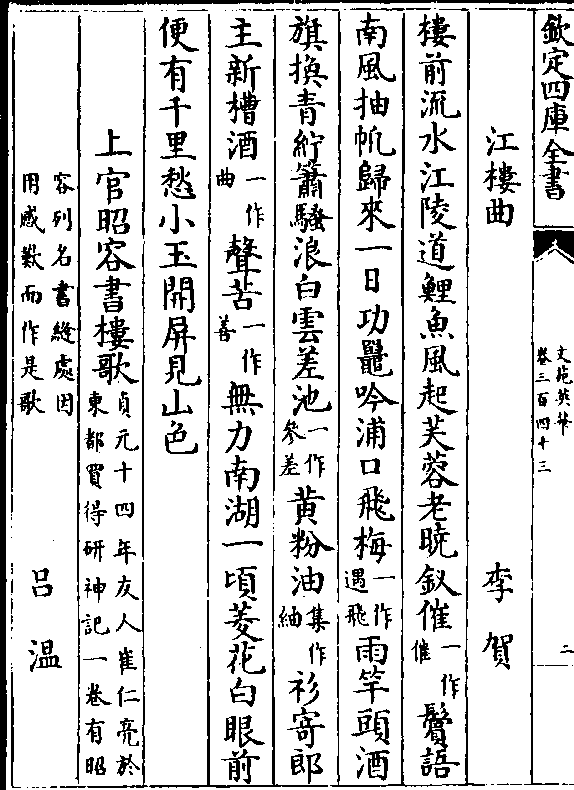 欽定四庫全書
文苑英華
卷三百四十三
二
江樓曲　李賀
樓前流水江陵道鯉魚風起芙蓉老曉釵催一作催鬢語
南風抽帆歸來一日功鼉吟浦口飛梅一作遇飛雨竿頭酒
旗換青紵簫騷浪白雲差池一作參差黄粉油集作紬衫寄郎
主新槽酒一作曲聲苦一作善無力南湖一頃菱花白眼前
便有千里愁小玉開屏見山色
上官昭容書樓歌貞元十四年友人崔仁亮於東都買得研神記一卷有昭
容列名書縫處因用感歎而作是歌　吕温